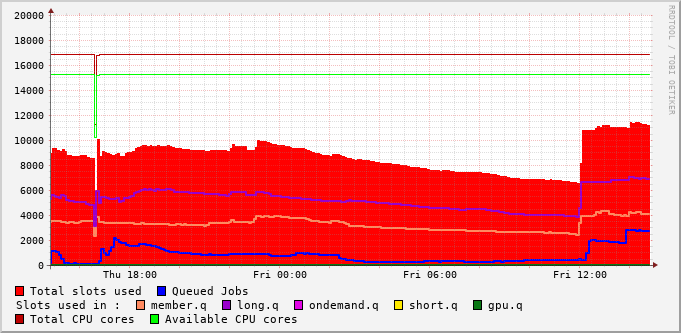 20000
18000
16000
14000
12000
10000
8000
6000
4000
2000
0
Thu 18:00 Fri 00:00 Fri 06:00 Fri 12:00
RRDTOOL / TOBI OETIKER
Total slots used Queued Jobs
Slots used in : member.q long.q ondemand.q short.q gpu.q
Total CPU cores Available CPU cores